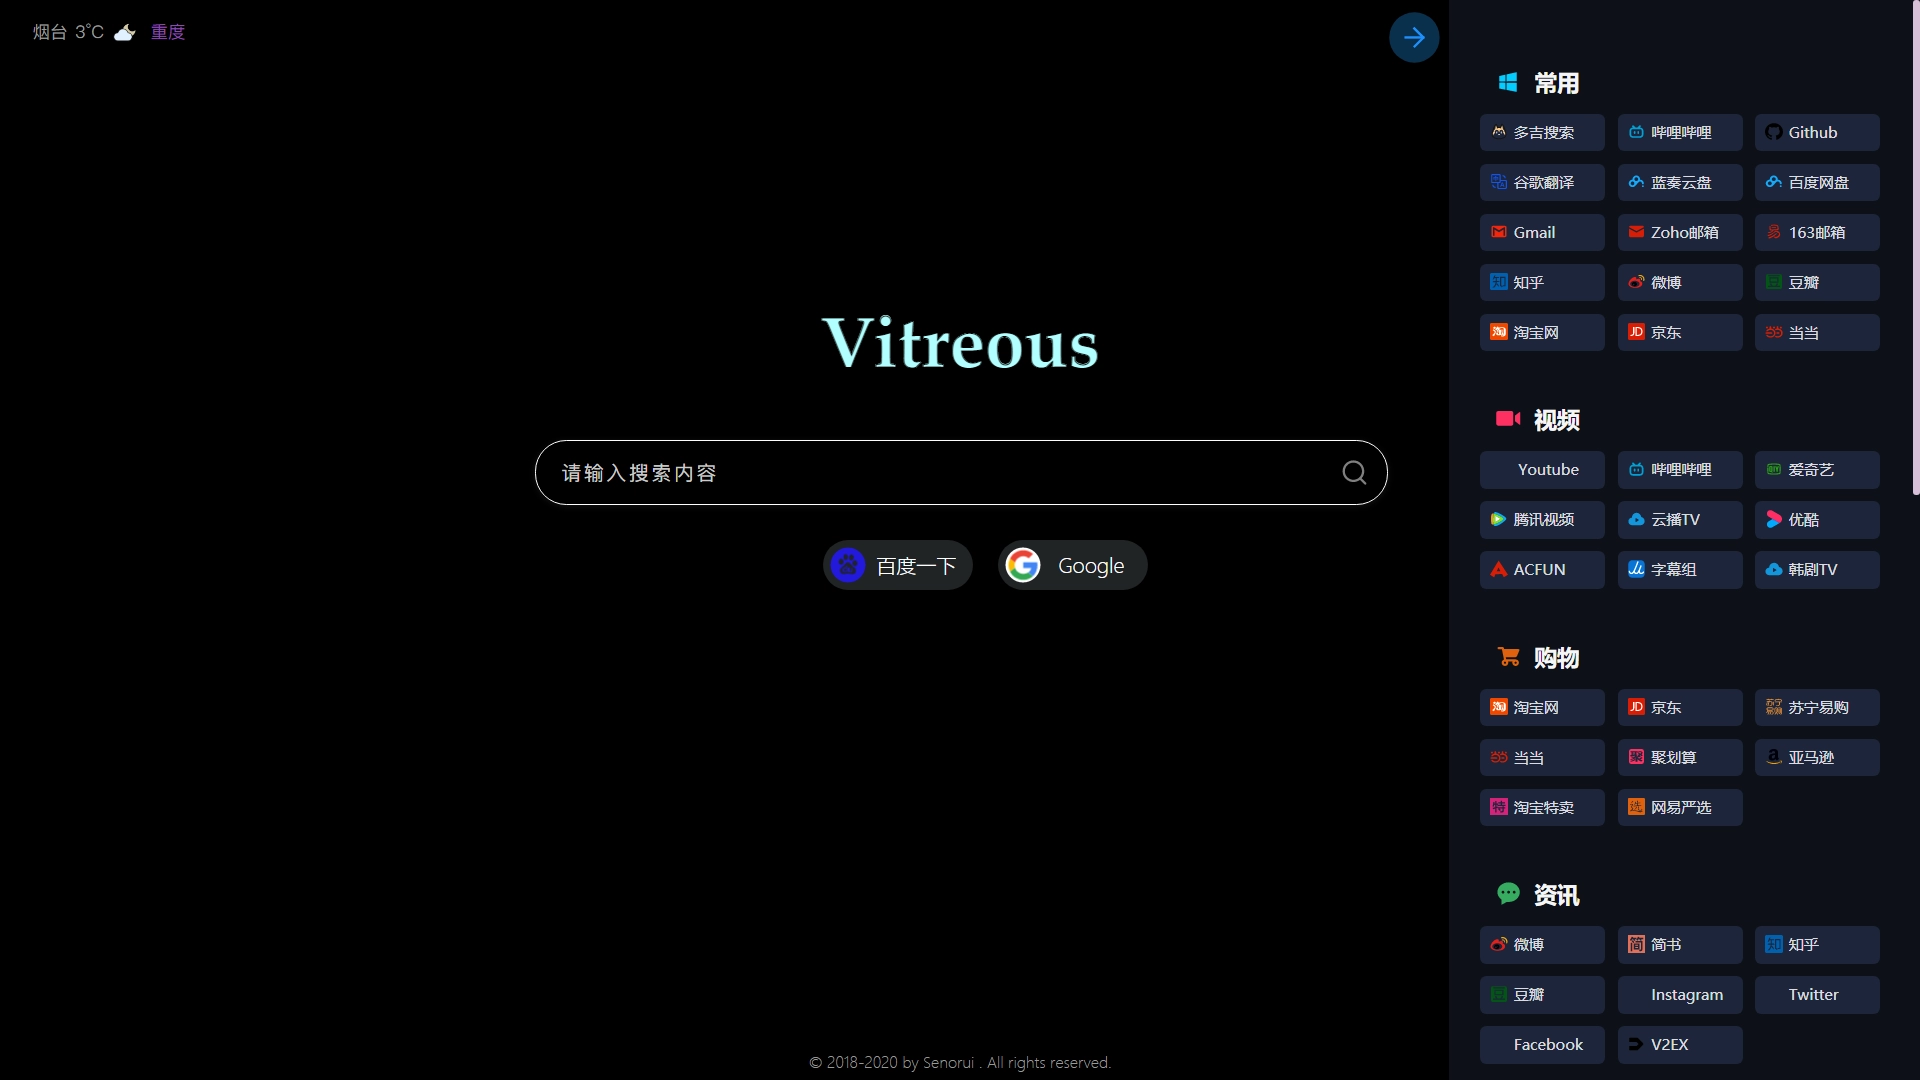 烟台 3°C 重度
Vitreous
请输入搜索内容
百度一下 Google
© 2018-2020 by Senorui . All rights reserved.
常用
多吉搜索 哔哩哔哩 Github
谷歌翻译 蓝奏云盘 百度网盘
Gmail Zoho邮箱 163邮箱
知乎 微博 豆瓣
淘宝网 京东 当当
视频
Youtube 哔哩哔哩 爱奇艺
腾讯视频 云播TV 优酷
ACFUN 字幕组 韩剧TV
购物
淘宝网 京东 苏宁易购
当当 聚划算 亚马逊
淘宝特卖 网易严选
资讯
微博 简书 知乎
豆瓣 Instagram Twitter
Facebook V2EX